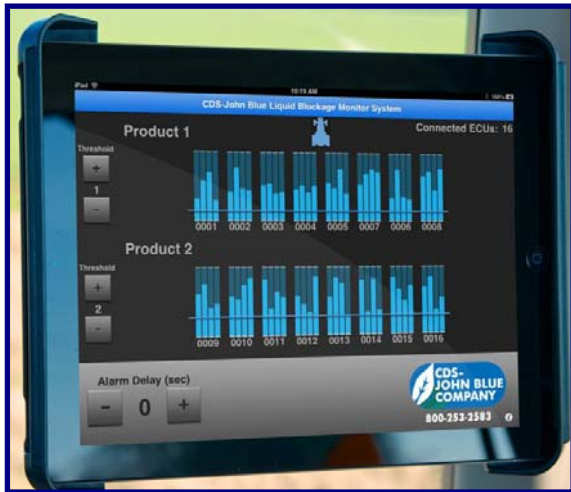 iPad 10:19 AM 100%
CDS-John Blue Liquid Blockage Monitor System
Product 1 Connected ECUs: 16
Threshold
+
1
-
0001 0002 0003 0004 0005 0007 0006 0008
Product 2
Threshold
+
2
-
0009 0010 0011 0012 0013 0014 0015 0016
Alarm Delay (sec)
- 0 +
CDS-
JOHN BLUE
COMPANY
800-253-2583